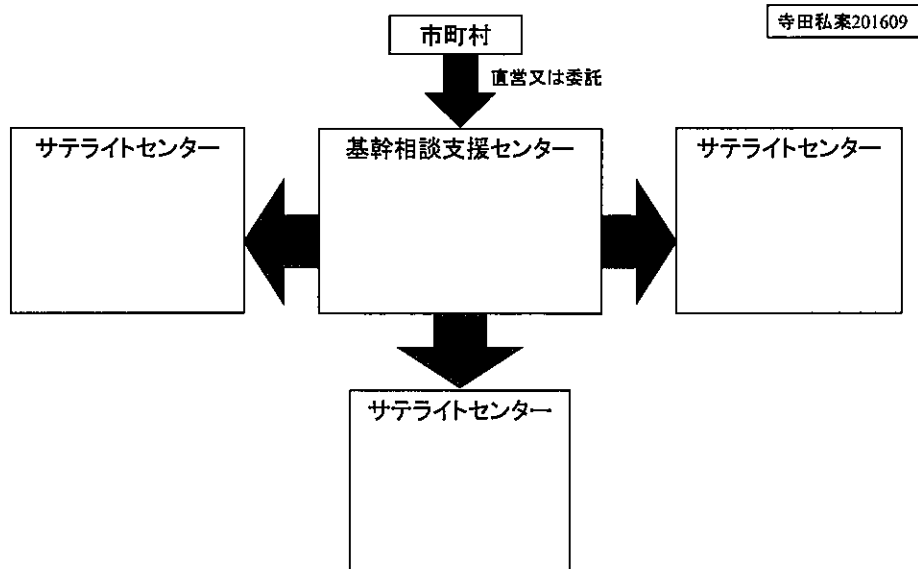 寺田私案201609
市町村
直営又は委託
サテライトセンター
基幹相談支援センター
サテライトセンター
サテライトセンター